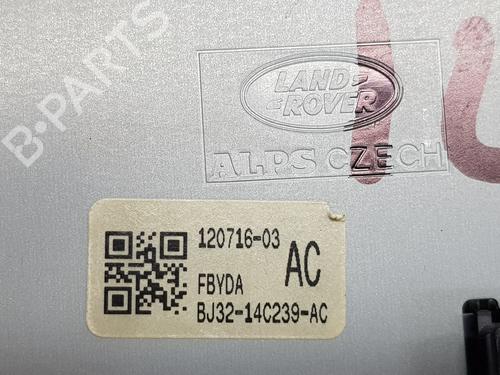 B-PARTS
LAND-
-ROVER
ALPS CZECH
120716-03
AC
FBYDA
BJ32-14C239-AC